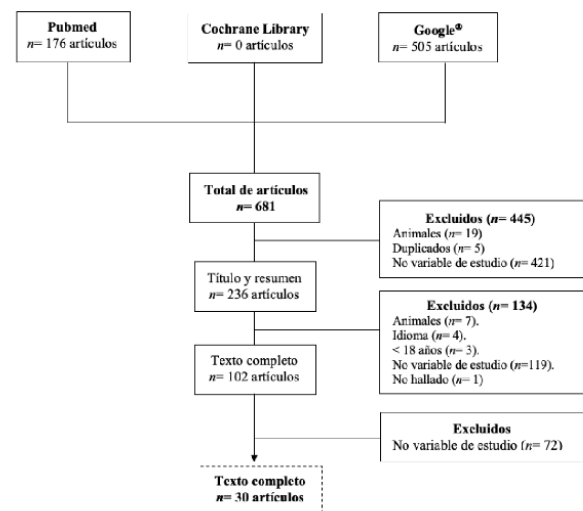 Pubmed
n= 176 artículos
Cochrane Library
n= 0 artículos
Google®
n= 505 artículos
Total de artículos
n= 681
Excluidos (n= 445)
Animales (n= 19)
Duplicados (n= 5)
No variable de estudio (n= 421)
Título y resumen
n= 236 artículos
Excluidos (n= 134)
Animales (n= 7).
Idioma (n= 4).
< 18 años (n= 3).
No variable de estudio (n=119).
No hallado (n= 1)
Texto completo
n= 102 artículos
Excluidos
No variable de estudio (n= 72)
Texto completo
n= 30 artículos